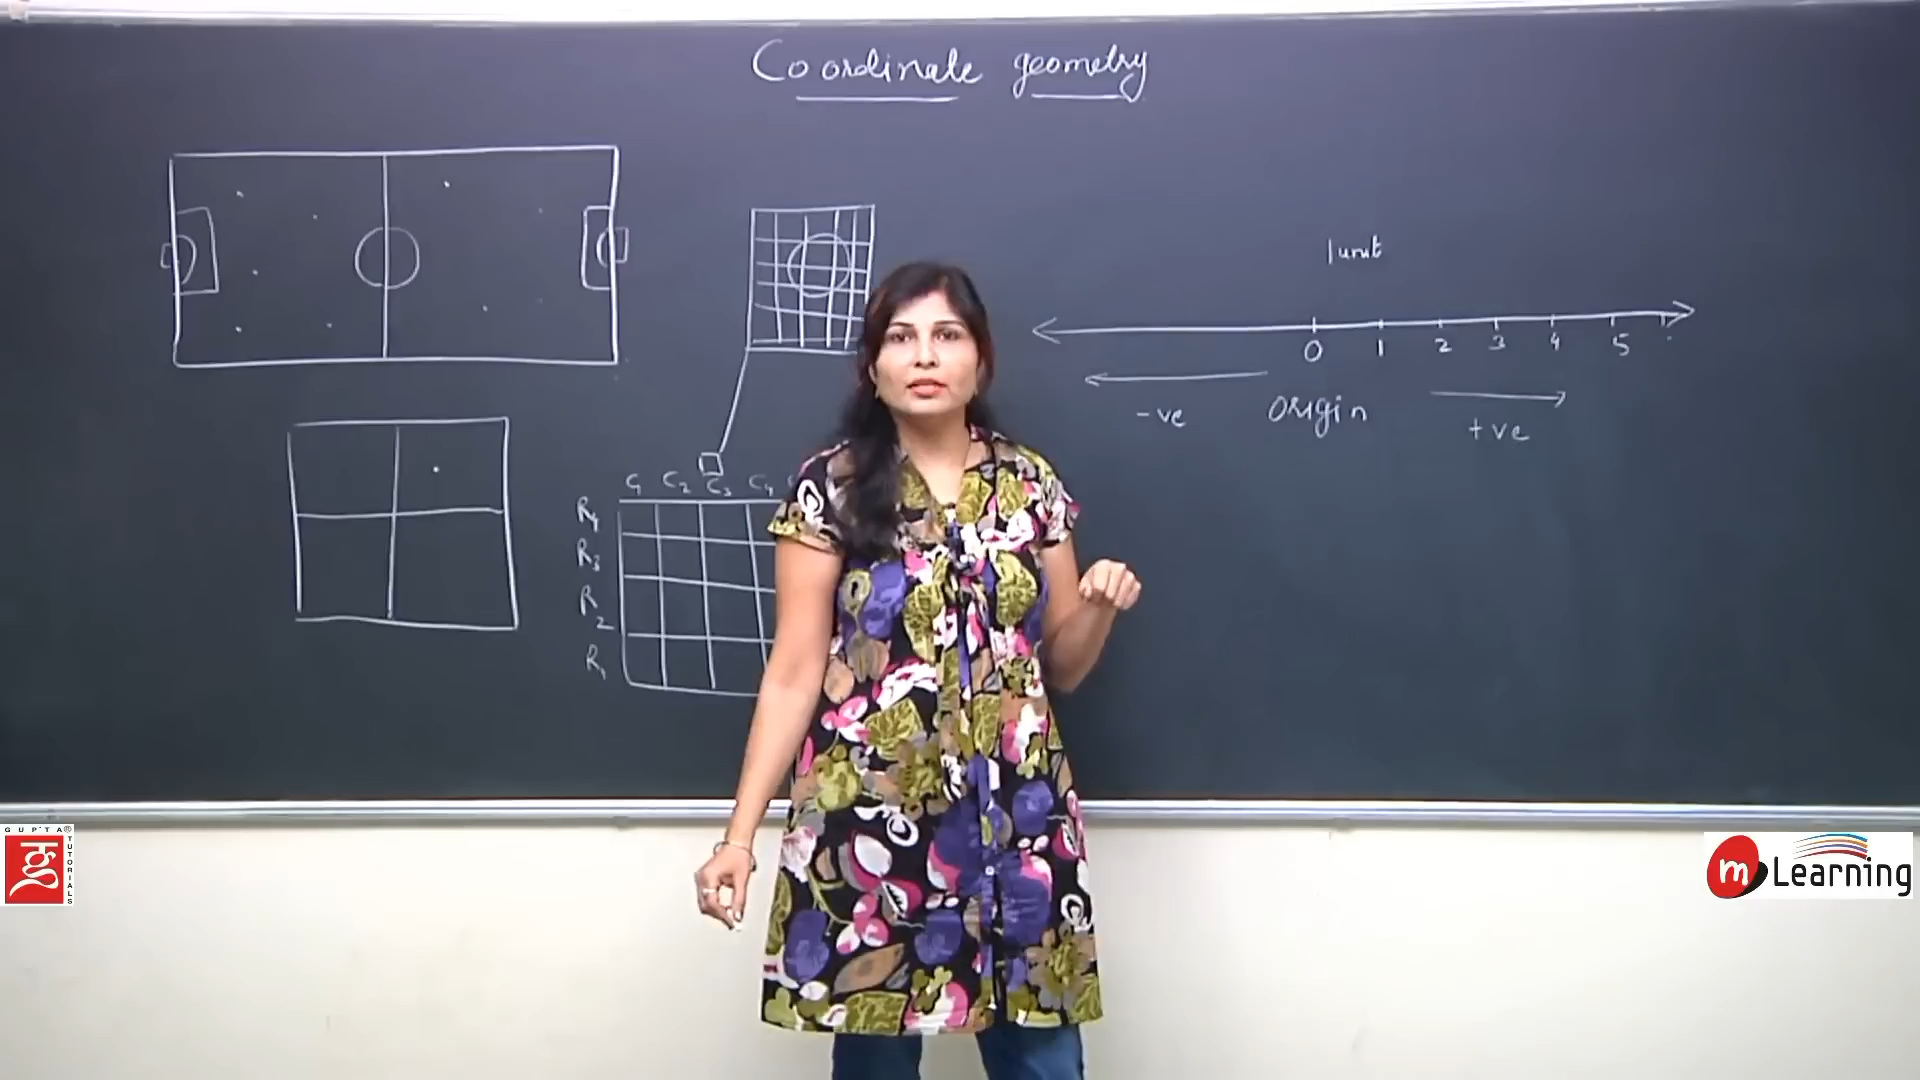 Coordinate geometry
1 unit
0 1 2 3 4 5
-ve origin +ve
C1 C2 C3 C4
R4
R3
R2
R1
GUPTA®
TUTORIALS
m Learning